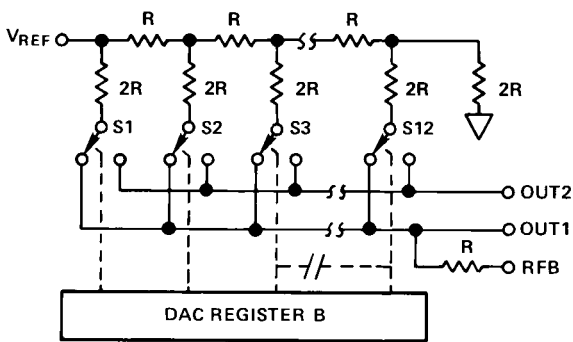 R R R
VREF
2R 2R 2R 2R 2R
S1 S2 S3 S12
OUT2
OUT1
R
RFB
DAC REGISTER B